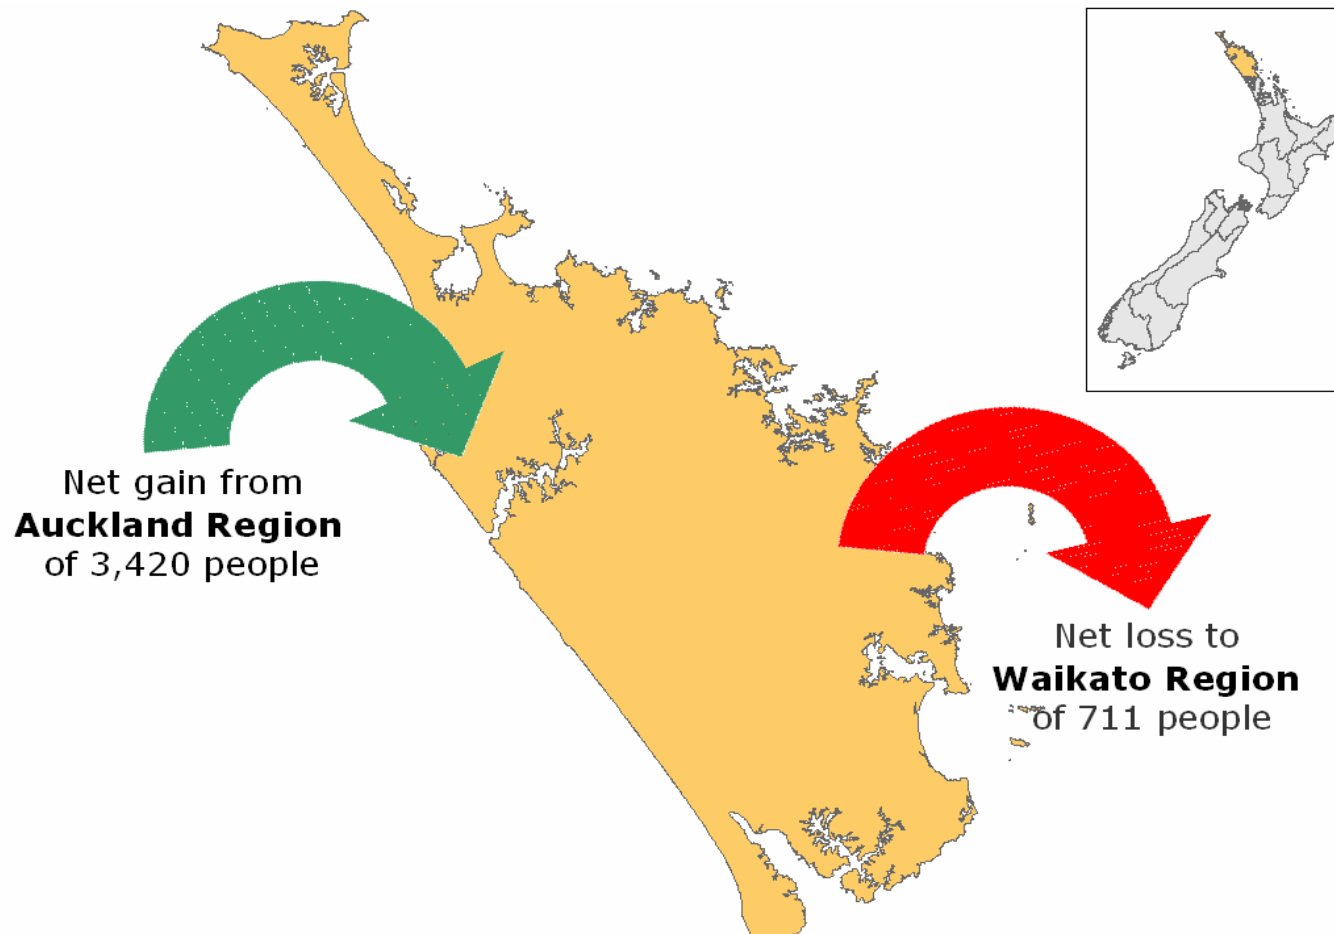 Net gain from
Auckland Region
of 3,420 people
Net loss to
Waikato Region
of 711 people